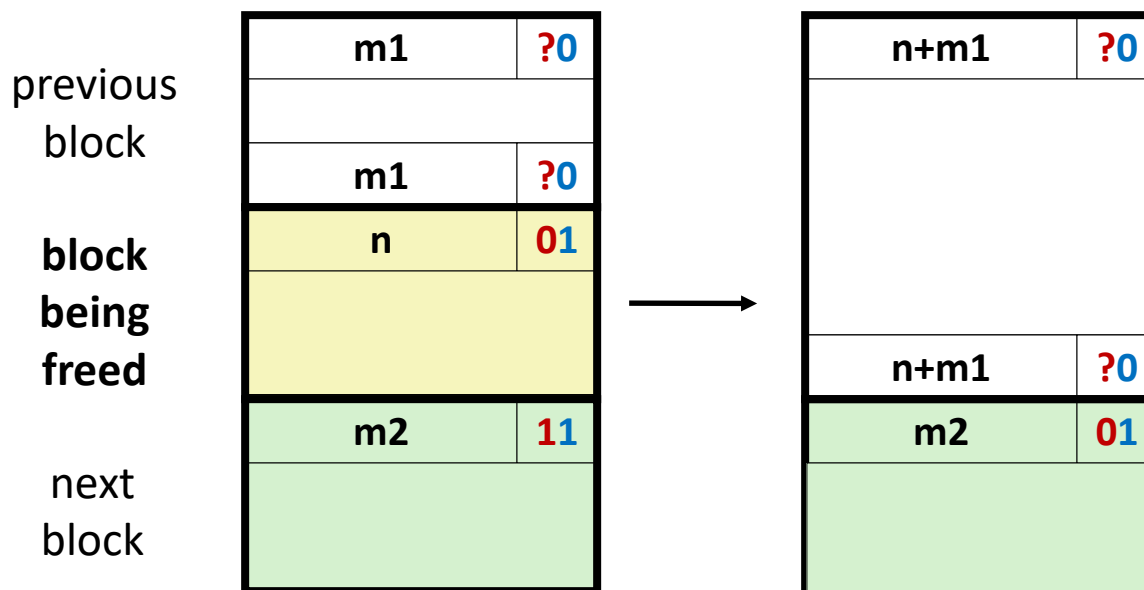 m1 ?0 n+m1 ?0
previous
block
m1 ?0
n 01
block
being
freed
n+m1 ?0
m2 11 m2 01
next
block